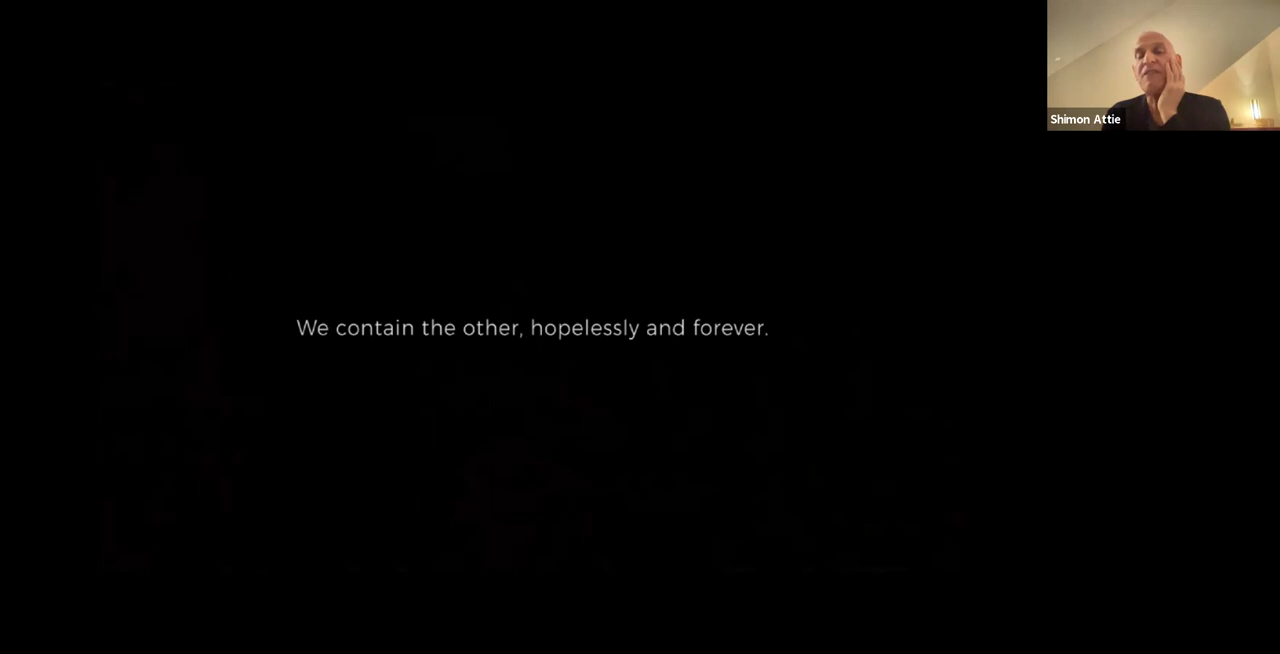 We contain the other, hopelessly and forever.
Shimon Attie